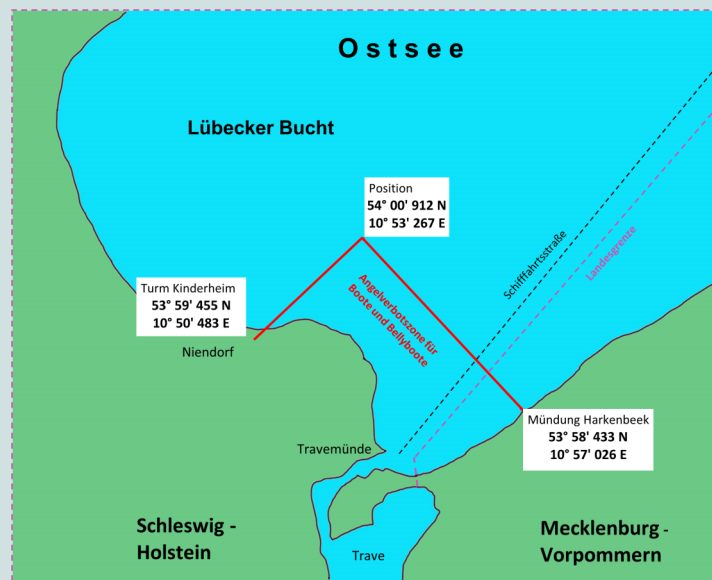 Ostsee
Lübecker Bucht
Position
54° 00' 912 N
10° 53' 267 E
Schifffahrtsstraße
Landesgrenze
Turm Kinderheim
53° 59' 455 N
10° 50' 483 E
Angelverbotszone für
Boote und Bellyboote
Niendorf
Mündung Harkenbeek
53° 58' 433 N
10° 57' 026 E
Travemünde
Schleswig -
Holstein
Mecklenburg -
Vorpommern
Trave